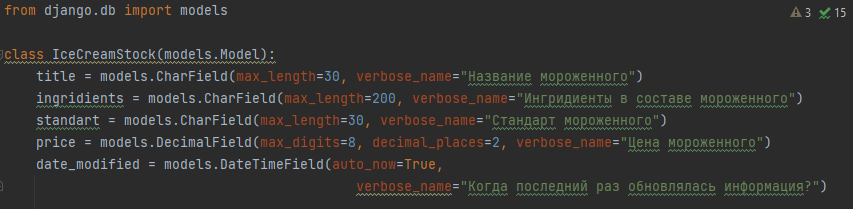 from django.db import models
3 15
class IceCreamStock(models.Model):
title = models.CharField(max_length=30, verbose_name="Название мороженного")
ingridients = models.CharField(max_length=200, verbose_name="Ингридиенты в составе мороженного")
standart = models.CharField(max_length=30, verbose_name="Стандарт мороженного")
price = models.DecimalField(max_digits=8, decimal_places=2, verbose_name="Цена мороженного")
date_modified = models.DateTimeField(auto_now=True,
verbose_name="Когда последний раз обновлялась информация?")